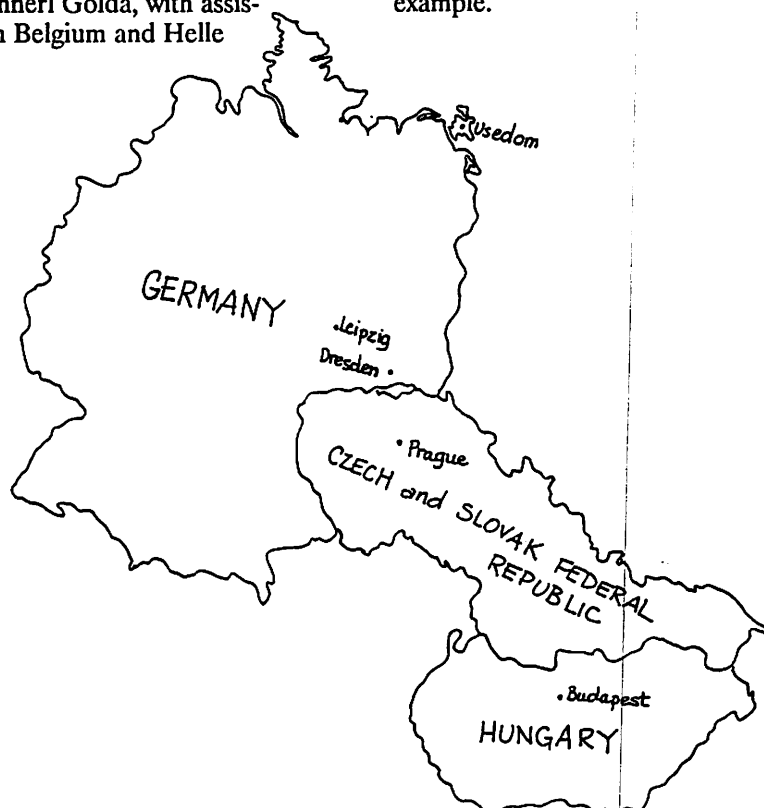 Golda, with assis-
Belgium and Helle
example.
Usedom
GERMANY
Leipzig
Dresden
Prague
CZECH and SLOVAK FEDERAL
REPUBLIC
Budapest
HUNGARY